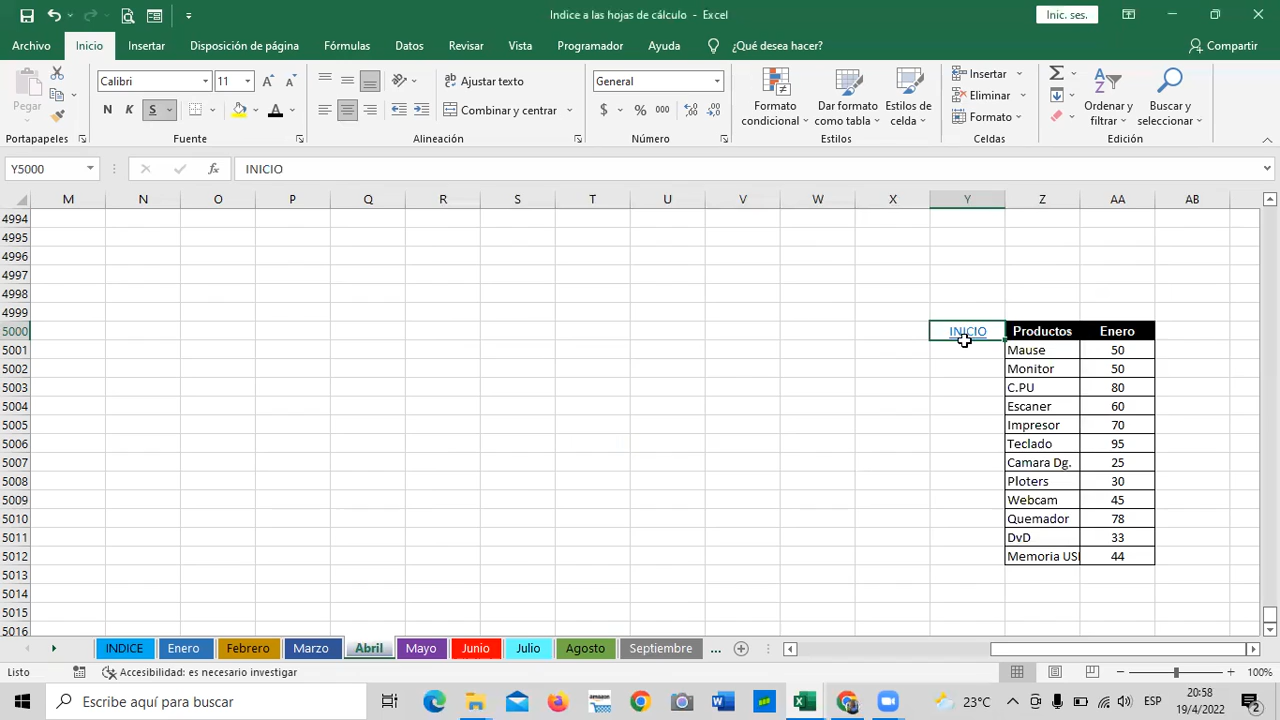 Indice a las hojas de cálculo - Excel
Inic. ses.
Archivo Inicio Insertar Disposición de página Fórmulas Datos Revisar Vista Programador Ayuda ¿Qué desea hacer? Compartir
Pegar
Calibri 11
N K S
Ajustar texto
Combinar y centrar
General
$ % 000
Formato condicional
Dar formato como tabla
Estilos de celda
Insertar
Eliminar
Formato
Ordenar y filtrar
Buscar y seleccionar
Portapapeles Fuente Alineación Número Estilos Celdas Edición
Y5000 fx INICIO
M N O P Q R S T U V W X Y Z AA AB
4994
4995
4996
4997
4998
4999
5000 INICIO Productos Enero
5001 Mause 50
5002 Monitor 50
5003 C.PU 80
5004 Escaner 60
5005 Impresor 70
5006 Teclado 95
5007 Camara Dg. 25
5008 Ploters 30
5009 Webcam 45
5010 Quemador 78
5011 DvD 33
5012 Memoria USI 44
5013
5014
5015
5016
INDICE Enero Febrero Marzo Abril Mayo Junio Julio Agosto Septiembre ...
Listo Accesibilidad: es necesario investigar 100%
Escribe aquí para buscar
23°C ESP 20:58
19/4/2022
2